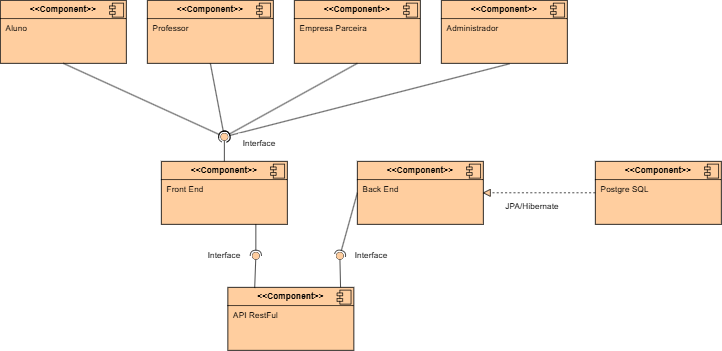 <<Component>>
Aluno
<<Component>>
Professor
<<Component>>
Empresa Parceira
<<Component>>
Administrador
Interface
<<Component>>
Front End
<<Component>>
Back End
<<Component>>
Postgre SQL
JPA/Hibernate
Interface
Interface
<<Component>>
API RestFul